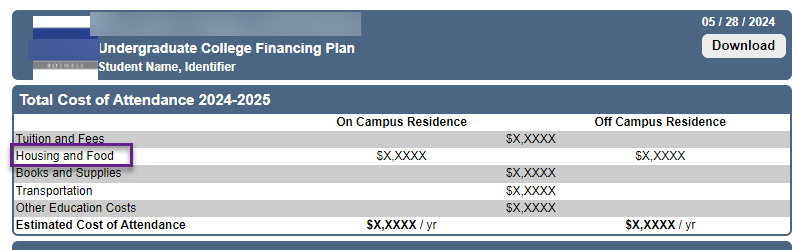 05 / 28 / 2024
Undergraduate College Financing Plan
Download
Student Name, Identifier
BOTHELL
Total Cost of Attendance 2024-2025
On Campus Residence Off Campus Residence
Tuition and Fees $X,XXXX
Housing and Food $X,XXXX $X,XXXX
Books and Supplies $X,XXXX
Transportation $X,XXXX
Other Education Costs $X,XXXX
Estimated Cost of Attendance $X,XXXX / yr $X,XXXX / yr